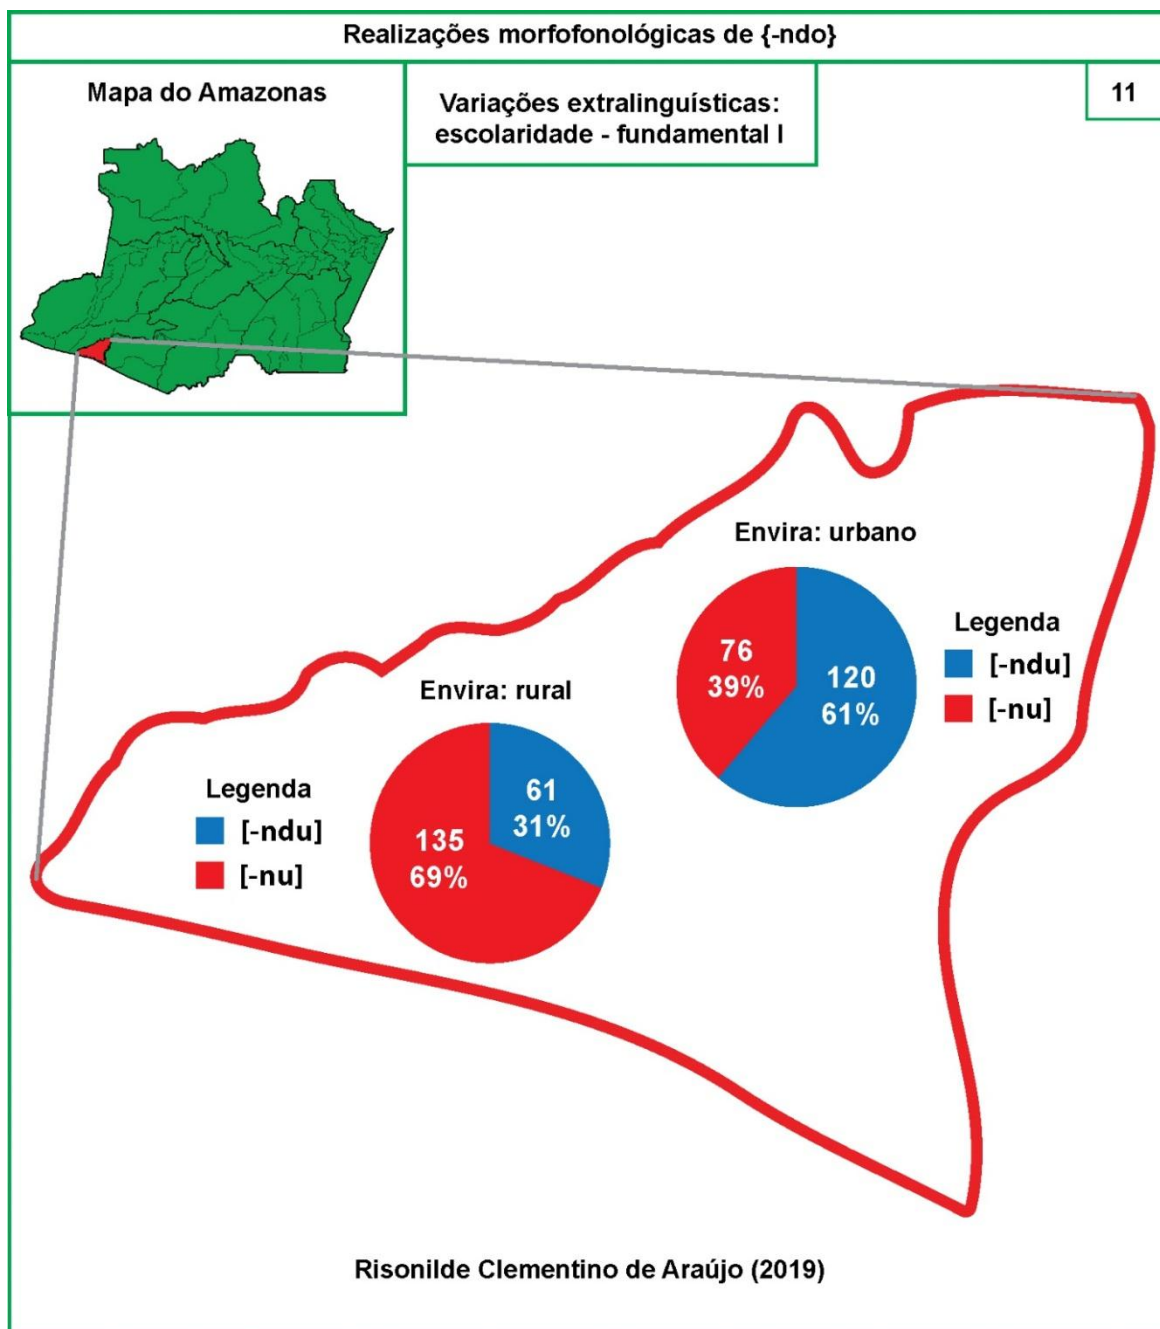 Realizações morfofonológicas de {-ndo}
Mapa do Amazonas
Variações extralinguísticas:
escolaridade - fundamental I
11
Envira: urbano
76
39%
120
61%
Legenda
[-ndu]
[-nu]
Envira: rural
61
31%
135
69%
Legenda
[-ndu]
[-nu]
Risonilde Clementino de Araújo (2019)